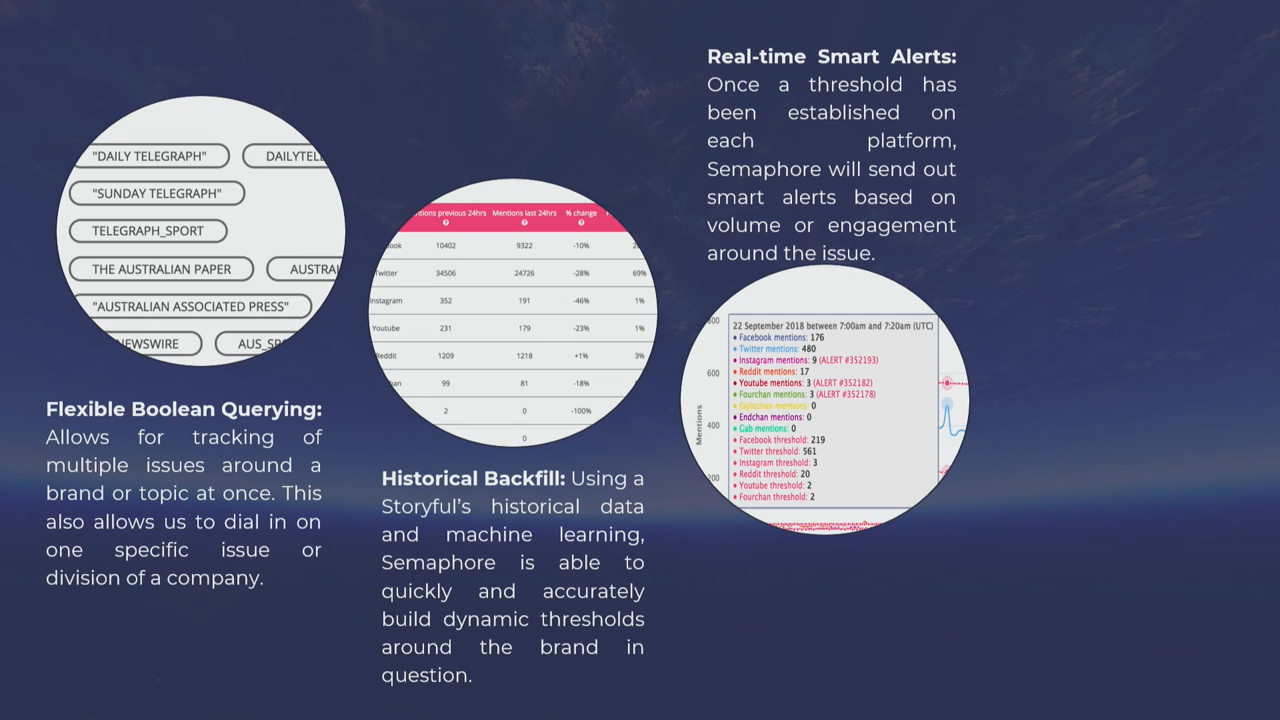 "DAILY TELEGRAPH"
"SUNDAY TELEGRAPH"
TELEGRAPH_SPORT
THE AUSTRALIAN PAPER
"AUSTRALIAN ASSOCIATED PRESS"
Flexible Boolean Querying:
Allows for tracking of
multiple issues around a
brand or topic at once. This
also allows us to dial in on
one specific issue or
division of a company.
previous 24hrs Mentions last 24hrs % change
10402 9322 -10%
Twitter 34506 24726 -28% 69%
Instagram 352 191 -46% 1%
Youtube 231 179 -23% 1%
Reddit 1209 1218 +1% 3%
99 81 -18%
2 0 -100%
0
Historical Backfill: Using a
Storyful's historical data
and machine learning,
Semaphore is able to
quickly and accurately
build dynamic thresholds
around the brand in
question.
Real-time Smart Alerts:
Once a threshold has
been established on
each platform,
Semaphore will send out
smart alerts based on
volume or engagement
around the issue.
800
600
400
200
Mentions
22 September 2018 between 7:00am and 7:20am (UTC)
• Facebook mentions: 176
• Twitter mentions: 480
• Instagram mentions: 9 (ALERT #352193)
• Reddit mentions: 17
• Youtube mentions: 3 (ALERT #352182)
• Fourchan mentions: 3 (ALERT #352178)
• Eightchan mentions: 0
• Endchan mentions: 0
• Gab mentions: 0
• Facebook threshold: 219
• Twitter threshold: 561
• Instagram threshold: 3
• Reddit threshold: 20
• Youtube threshold: 2
• Fourchan threshold: 2